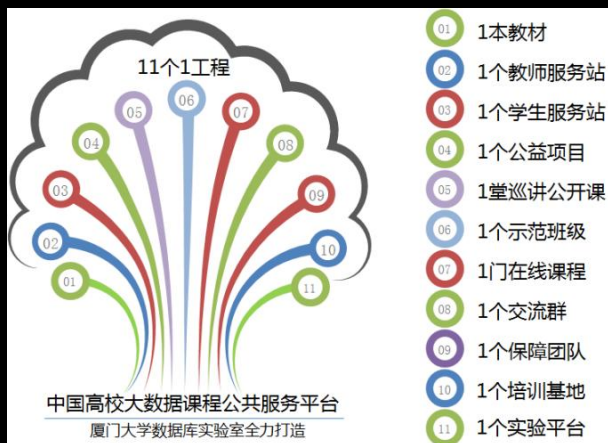 11个1工程
01
02
03
04
05
06
07
08
09
10
11
中国高校大数据课程公共服务平台
厦门大学数据库实验室全力打造
01 1本教材
02 1个教师服务站
03 1个学生服务站
04 1个公益项目
05 1堂巡讲公开课
06 1个示范班级
07 1门在线课程
08 1个交流群
09 1个保障团队
10 1个培训基地
11 1个实验平台